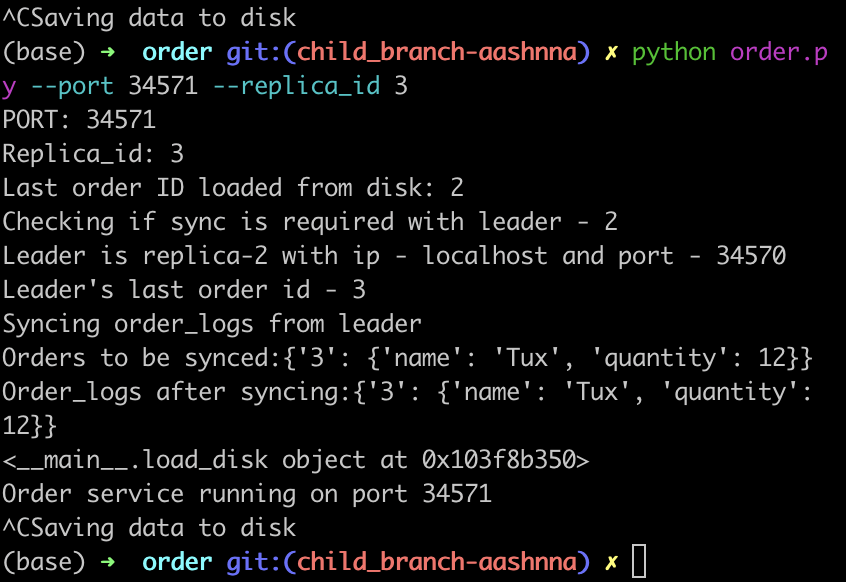 ^CSaving data to disk
(base) ➜  order git:(child_branch-aashnna) ✗ python order.p
y --port 34571 --replica_id 3
PORT: 34571
Replica_id: 3
Last order ID loaded from disk: 2
Checking if sync is required with leader - 2
Leader is replica-2 with ip - localhost and port - 34570
Leader's last order id - 3
Syncing order_logs from leader
Orders to be synced:{'3': {'name': 'Tux', 'quantity': 12}}
Order_logs after syncing:{'3': {'name': 'Tux', 'quantity':
12}}
<__main__.load_disk object at 0x103f8b350>
Order service running on port 34571
^CSaving data to disk
(base) ➜  order git:(child_branch-aashnna) ✗